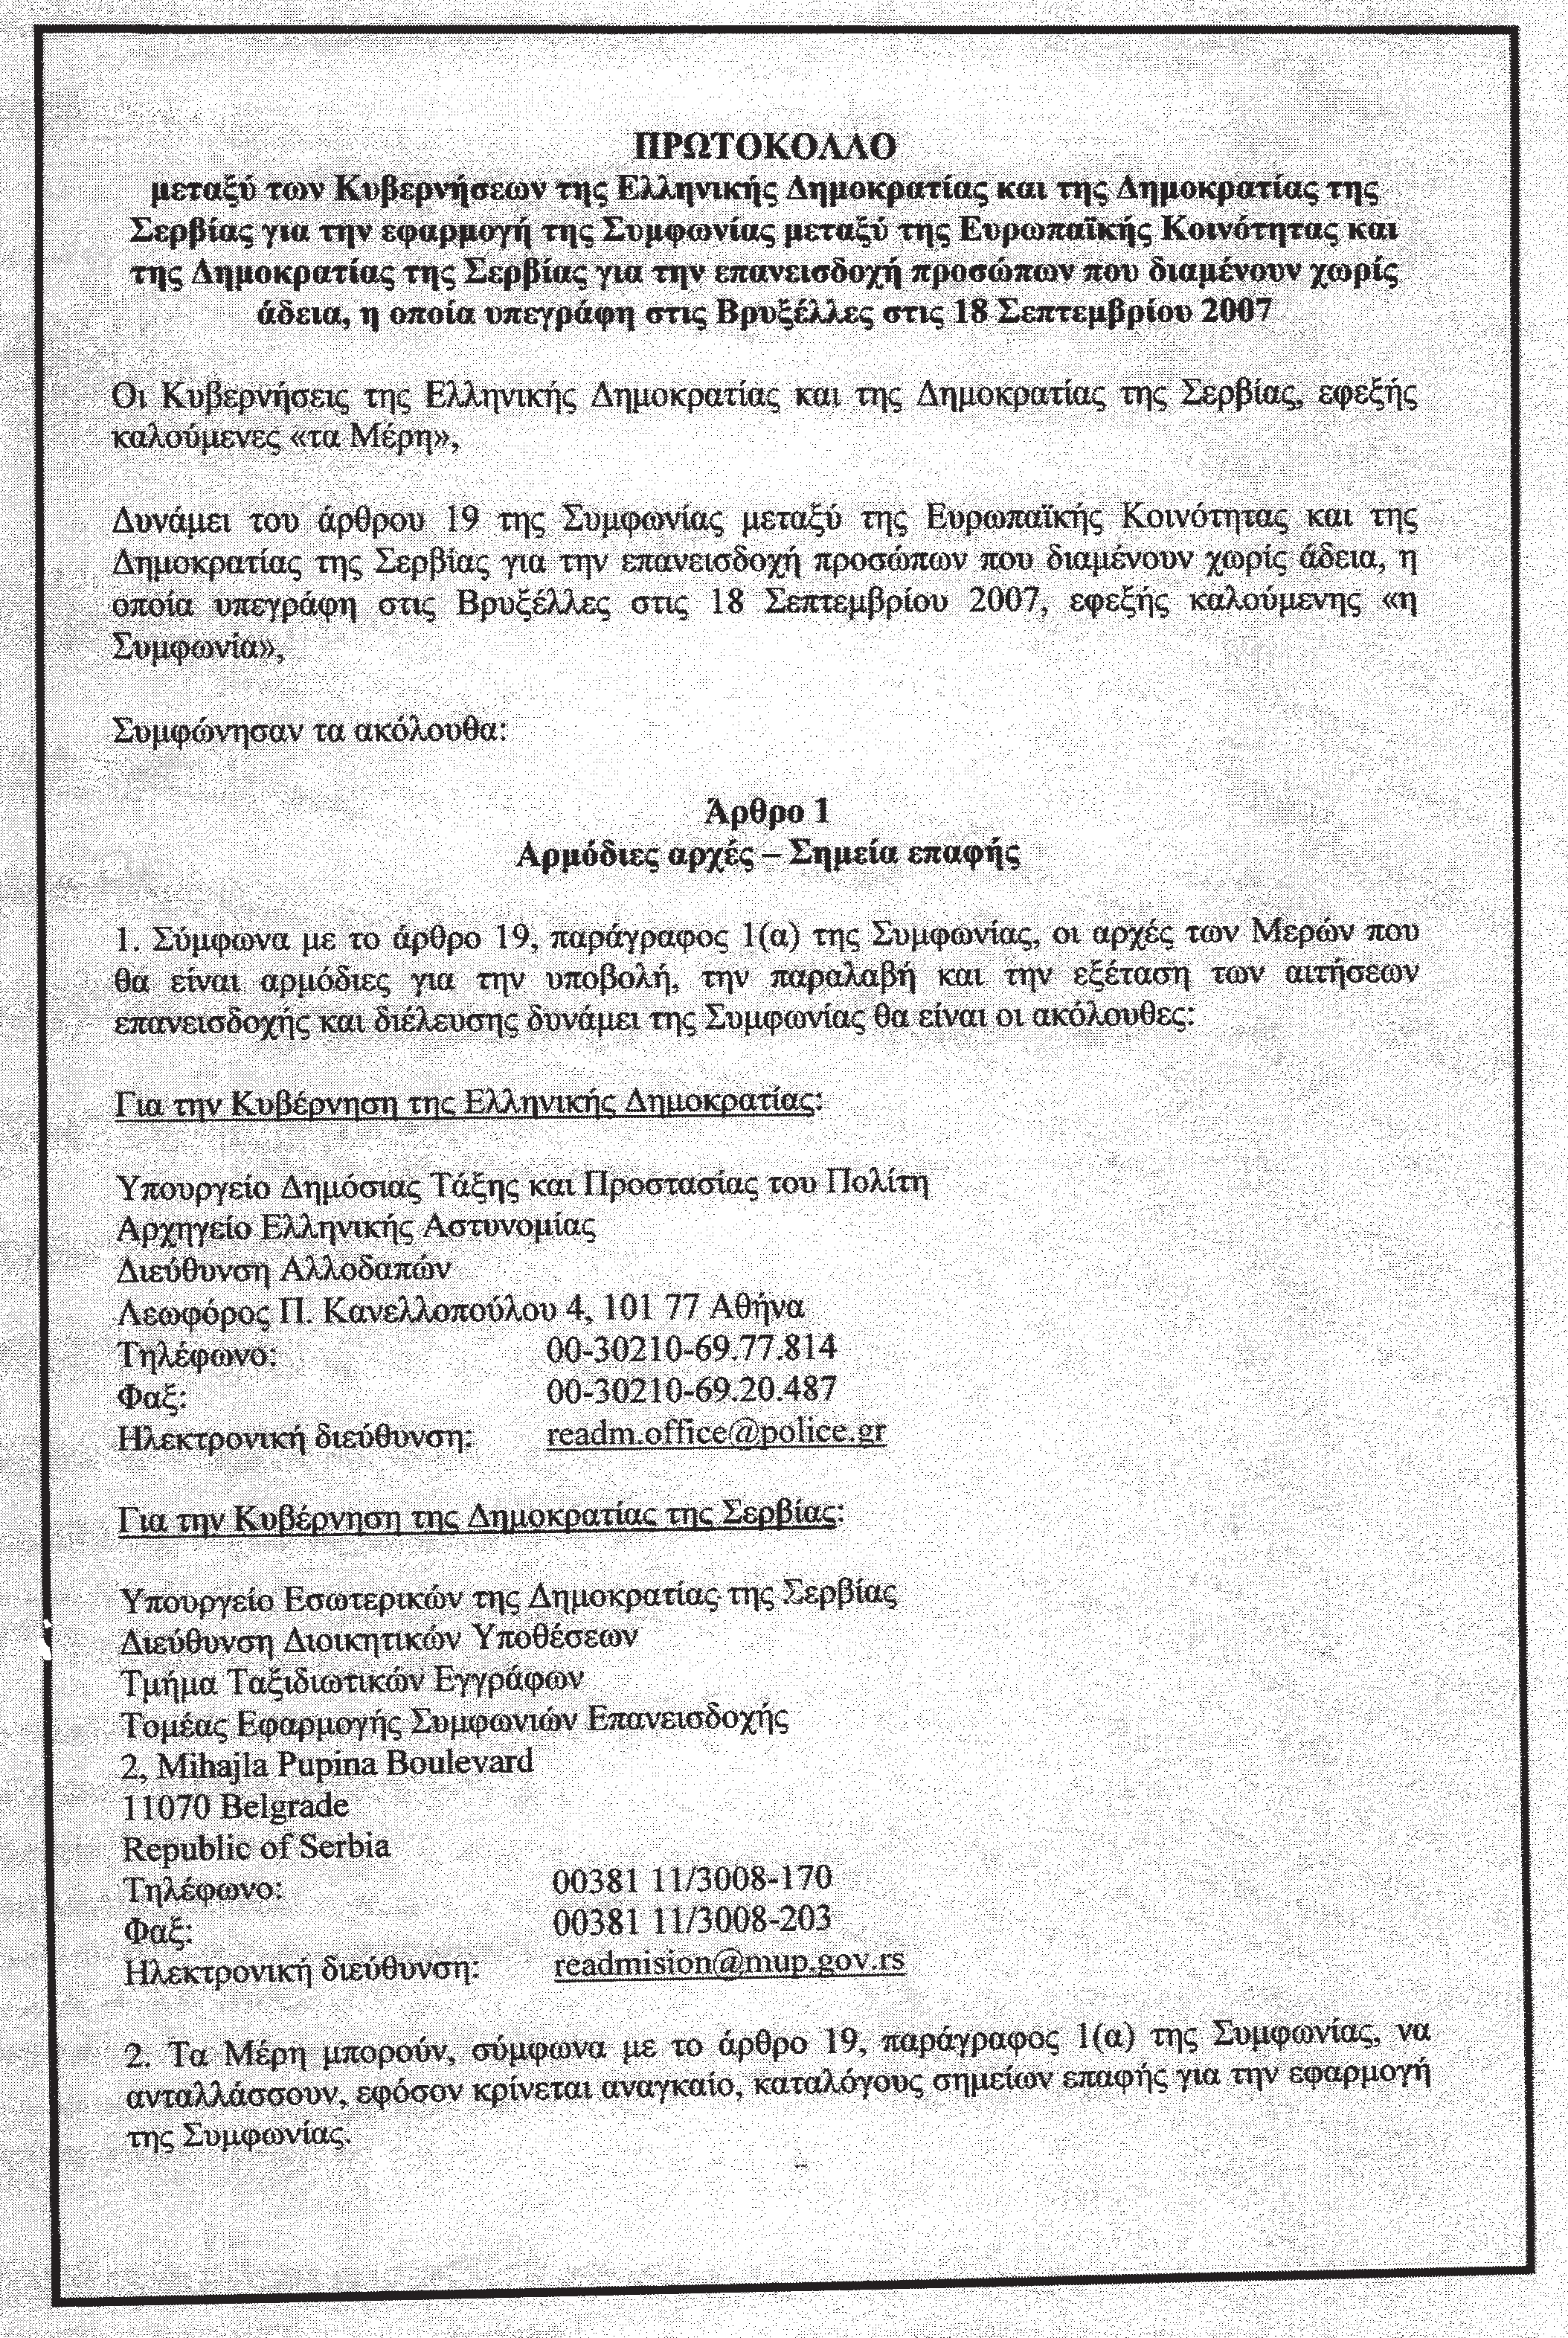 ΠΡΩΤΟΚΟΛΛΟ
μεταξύ των Κυβερνήσεων της Ελληνικής Δημοκρατίας και της Δημοκρατίας της
Σερβίας για την εφαρμογή της Συμφωνίας μεταξύ της Ευρωπαϊκής Κοινότητας και
της Δημοκρατίας της Σερβίας για την επανεισδοχή προσώπων που διαμένουν χωρίς
άδεια, η οποία υπεγράφη στις Βρυξέλλες στις 18 Σεπτεμβρίου 2007
Οι Κυβερνήσεις της Ελληνικής Δημοκρατίας και της Δημοκρατίας της Σερβίας, εφεξής
καλούμενες «τα Μέρη»,
Δυνάμει του άρθρου 19 της Συμφωνίας μεταξύ της Ευρωπαϊκής Κοινότητας και της
Δημοκρατίας της Σερβίας για την επανεισδοχή προσώπων που διαμένουν χωρίς άδεια, η
οποία υπεγράφη στις Βρυξέλλες στις 18 Σεπτεμβρίου 2007, εφεξής καλούμενης «η
Συμφωνία»,
Συμφώνησαν τα ακόλουθα:
Άρθρο 1
Αρμόδιες αρχές – Σημεία επαφής
1. Σύμφωνα με το άρθρο 19, παράγραφος 1(α) της Συμφωνίας, οι αρχές των Μερών που
θα είναι αρμόδιες για την υποβολή, την παραλαβή και την εξέταση των αιτήσεων
επανεισδοχής και διέλευσης δυνάμει της Συμφωνίας θα είναι οι ακόλουθες:
Για την Κυβέρνηση της Ελληνικής Δημοκρατίας:
Υπουργείο Δημόσιας Τάξης και Προστασίας του Πολίτη
Αρχηγείο Ελληνικής Αστυνομίας
Διεύθυνση Αλλοδαπών
Λεωφόρος Π. Κανελλοπούλου 4, 101 77 Αθήνα
Τηλέφωνο: 00-30210-69.77.814
Φαξ: 00-30210-69.20.487
Ηλεκτρονική διεύθυνση: readm.office@police.gr
Για την Κυβέρνηση της Δημοκρατίας της Σερβίας:
Υπουργείο Εσωτερικών της Δημοκρατίας της Σερβίας
Διεύθυνση Διοικητικών Υποθέσεων
Τμήμα Ταξιδιωτικών Εγγράφων
Τομέας Εφαρμογής Συμφωνιών Επανεισδοχής
2, Mihajla Pupina Boulevard
11070 Belgrade
Republic of Serbia
Τηλέφωνο: 00381 11/3008-170
Φαξ: 00381 11/3008-203
Ηλεκτρονική διεύθυνση: readmision@mup.gov.rs
2. Τα Μέρη μπορούν, σύμφωνα με το άρθρο 19, παράγραφος 1(α) της Συμφωνίας, να
ανταλλάσσουν, εφόσον κρίνεται αναγκαίο, καταλόγους σημείων επαφής για την εφαρμογή
της Συμφωνίας.